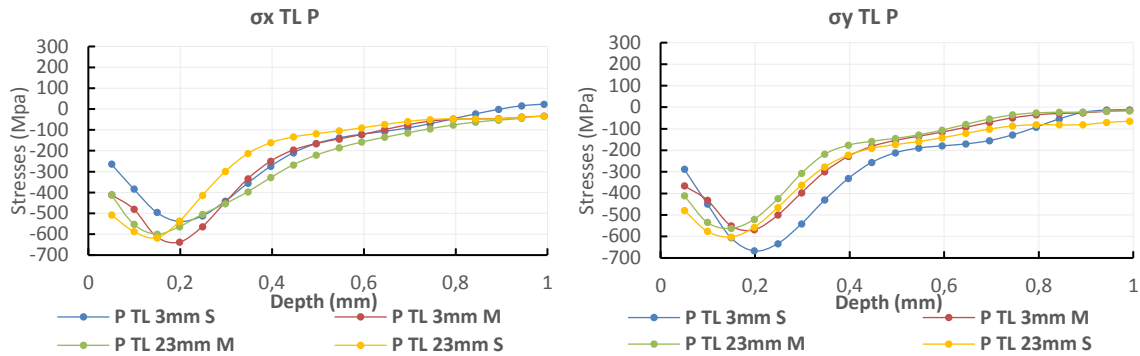 σx TL P
300
200
100
0
-100
-200
-300
-400
-500
-600
-700
Stresses (Mpa)
0 0,2 0,4 0,6 0,8 1
Depth (mm)
P TL 3mm S P TL 3mm M
P TL 23mm M P TL 23mm S
σy TL P
300
200
100
0
-100
-200
-300
-400
-500
-600
-700
Stresses (MPa)
0 0,2 0,4 0,6 0,8 1
Depth (mm)
P TL 3mm S P TL 3mm M
P TL 23mm M P TL 23mm S